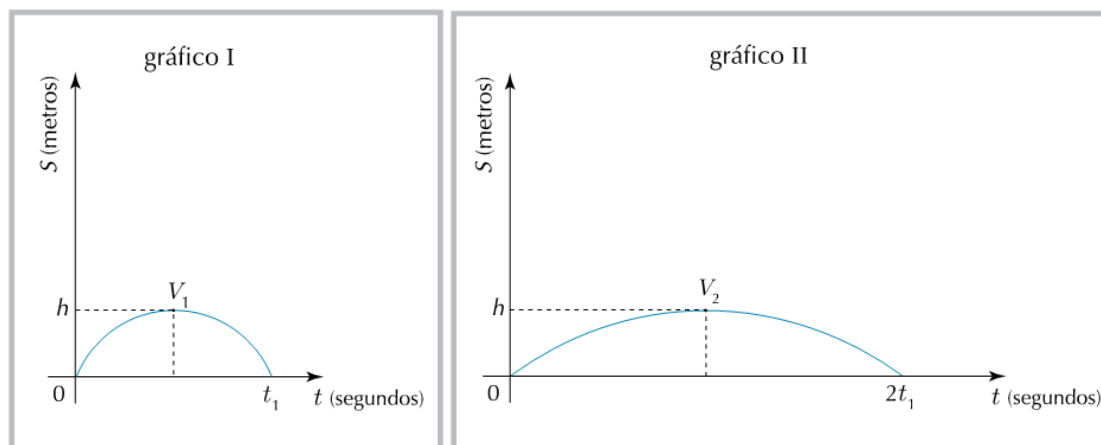 gráfico I
S (metros)
h
V₁
0
t₁
t (segundos)
gráfico II
S (metros)
h
V₂
0
2t₁
t (segundos)